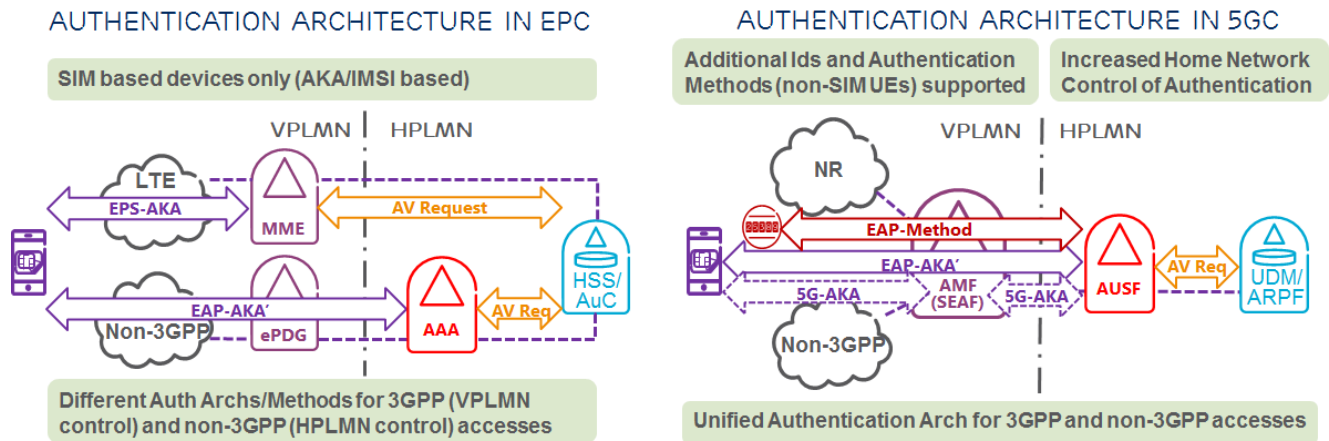 AUTHENTICATION ARCHITECTURE IN EPC
SIM based devices only (AKA/IMSI based)
VPLMN
HPLMN
LTE
EPS-AKA
MME
AV Request
HSS/
AuC
EAP-AKA'
AAA
AV Req
Non-3GPP
ePDG
Different Auth Archs/Methods for 3GPP (VPLMN
control) and non-3GPP (HPLMN control) accesses
AUTHENTICATION ARCHITECTURE IN 5GC
Additional Ids and Authentication
Methods (non-SIM UEs) supported
Increased Home Network
Control of Authentication
VPLMN
HPLMN
NR
EAP-Method
EAP-AKA'
AMF
(SEAF)
5G-AKA
5G-AKA
AUSF
AV Req
UDM/
ARPF
Non-3GPP
Unified Authentication Arch for 3GPP and non-3GPP accesses